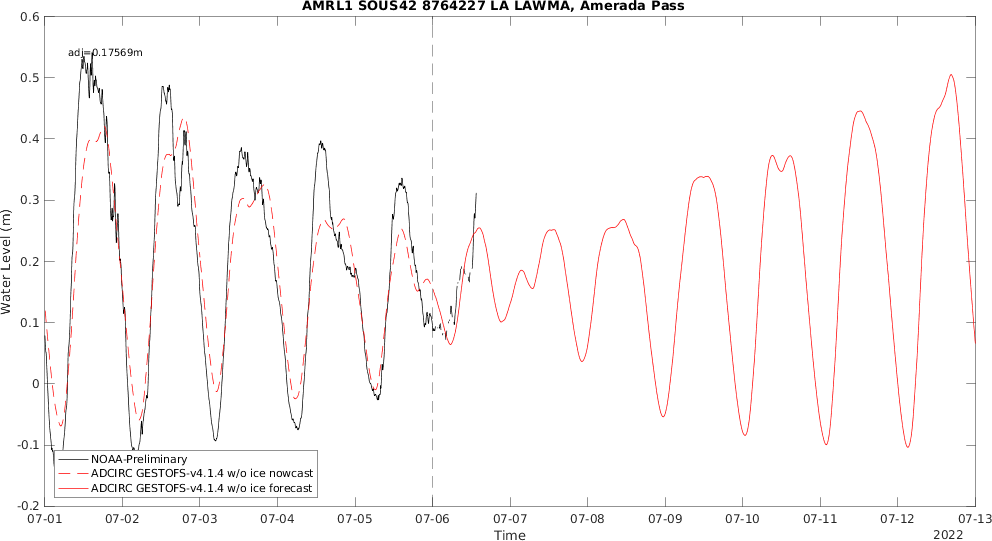 AMRL1 SOUS42 8764227 LA LAWMA, Amerada Pass
0.6
adj=0.17569m
0.5
0.4
0.3
0.2
0.1
0
-0.1
-0.2
Water Level (m)
NOAA-Preliminary
ADCIRC GESTOFS-v4.1.4 w/o ice nowcast
ADCIRC GESTOFS-v4.1.4 w/o ice forecast
07-01 07-02 07-03 07-04 07-05 07-06 07-07 07-08 07-09 07-10 07-11 07-12 07-13
Time
2022